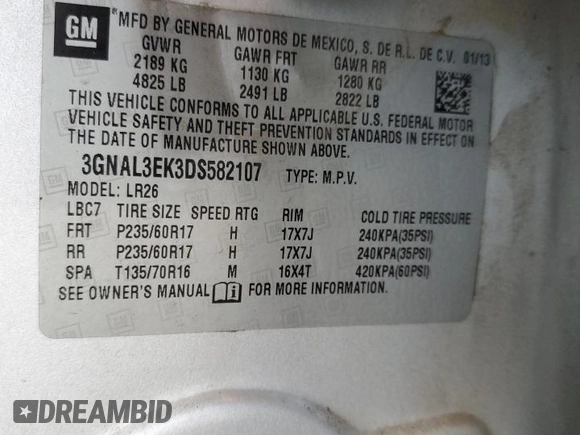 GM
MFD BY GENERAL MOTORS DE MEXICO, S. DE R.L. DE C.V. 01/13
GVWR GAWR FRT GAWR RR
2189 KG 1130 KG 1280 KG
4825 LB 2491 LB 2822 LB
THIS VEHICLE CONFORMS TO ALL APPLICABLE U.S. FEDERAL MOTOR
VEHICLE SAFETY AND THEFT PREVENTION STANDARDS IN EFFECT ON
THE DATE OF MANUFACTURE SHOWN ABOVE.
3GNAL3EK3DS582107 TYPE: M.P.V.
MODEL: LR26
LBC7 TIRE SIZE SPEED RTG RIM COLD TIRE PRESSURE
FRT P235/60R17 H 17X7J 240KPA(35PSI)
RR P235/60R17 H 17X7J 240KPA(35PSI)
SPA T135/70R16 M 16X4T 420KPA(60PSI)
SEE OWNER'S MANUAL FOR MORE INFORMATION.
DREAMBID